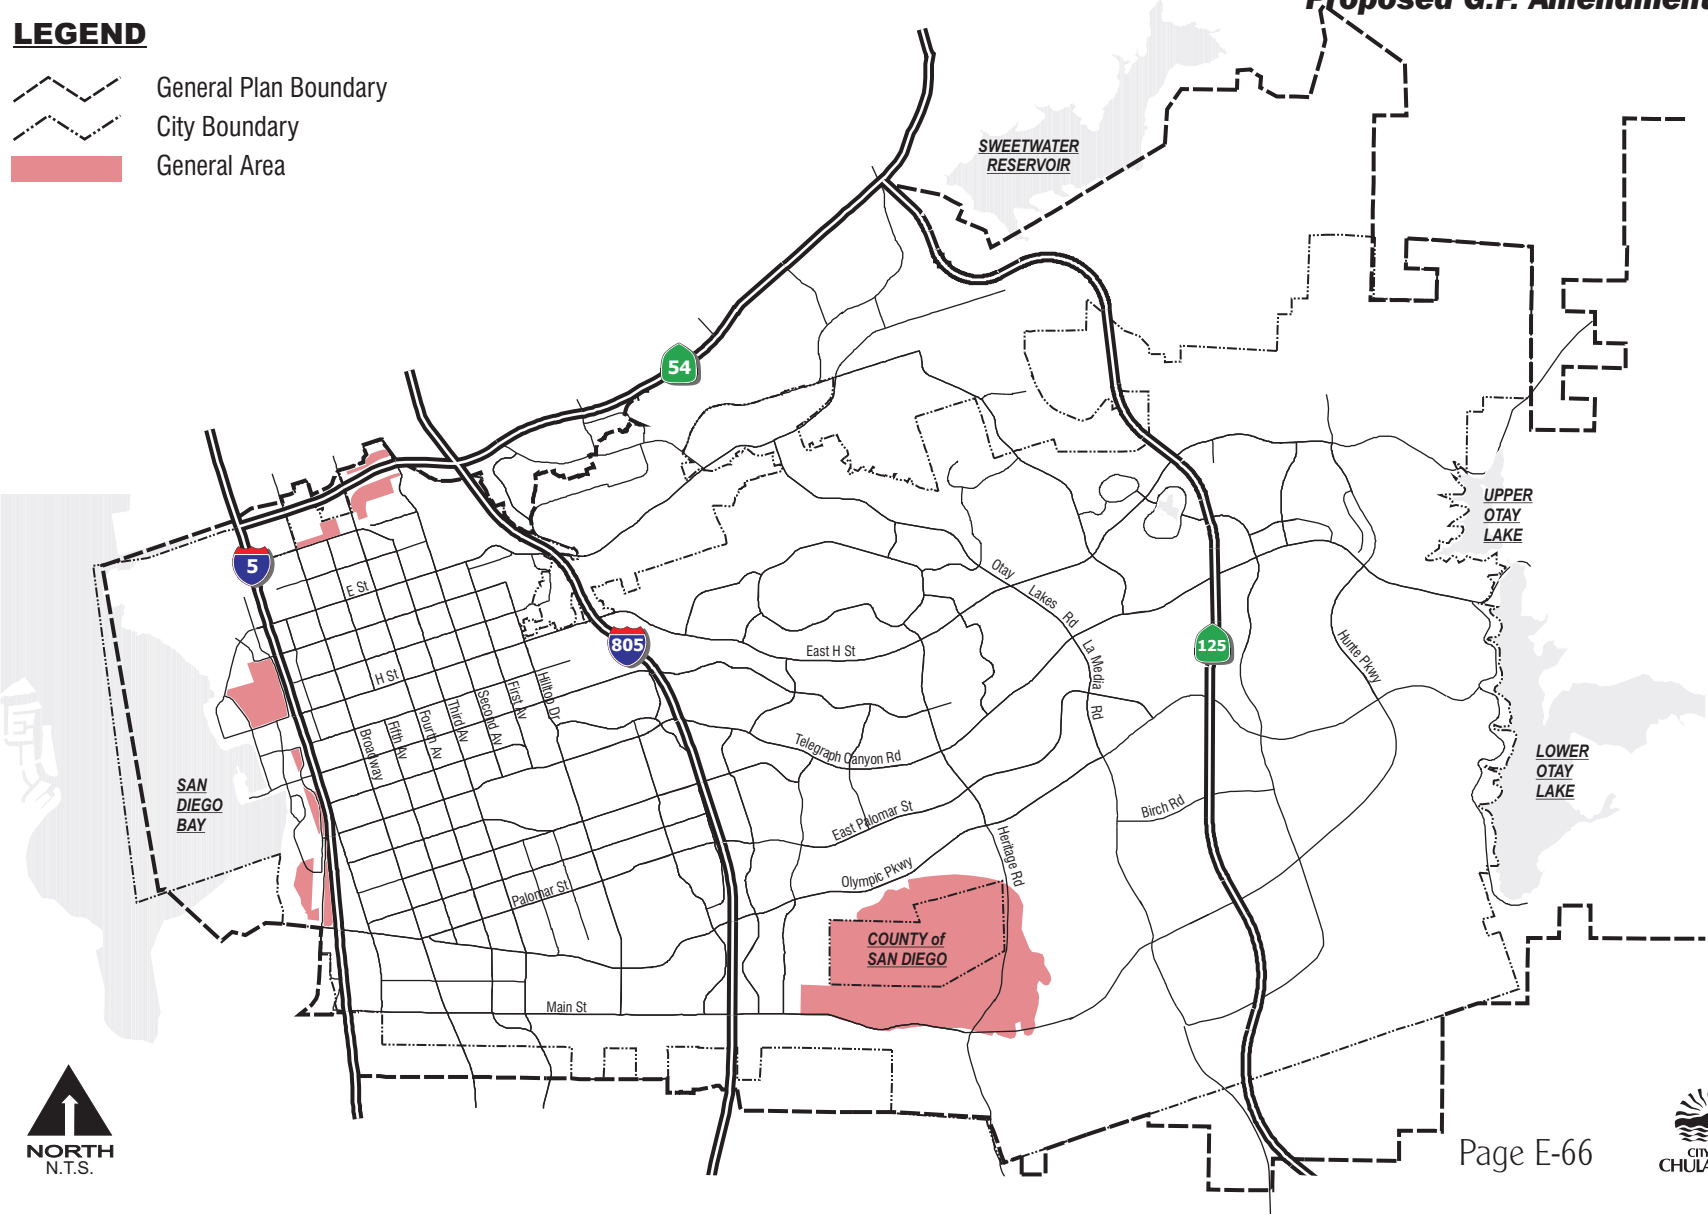 Proposed G.P. Amendment
LEGEND
General Plan Boundary
City Boundary
General Area
SWEETWATER
RESERVOIR
54
UPPER
OTAY
LAKE
5
E St
Otay
Lakes
Rd
805
125
East H St
Hunte Pkwy
La Media
Rd
H St
Hilltop Dr
First Av
Second Av
Third Av
Fourth Av
Fifth Av
Broadway
Telegraph Canyon Rd
LOWER
OTAY
LAKE
SAN
DIEGO
BAY
Birch Rd
East Palomar St
Heritage Rd
Olympic Pkwy
Palomar St
COUNTY of
SAN DIEGO
Main St
NORTH
N.T.S.
Page E-66
CITY
CHULA